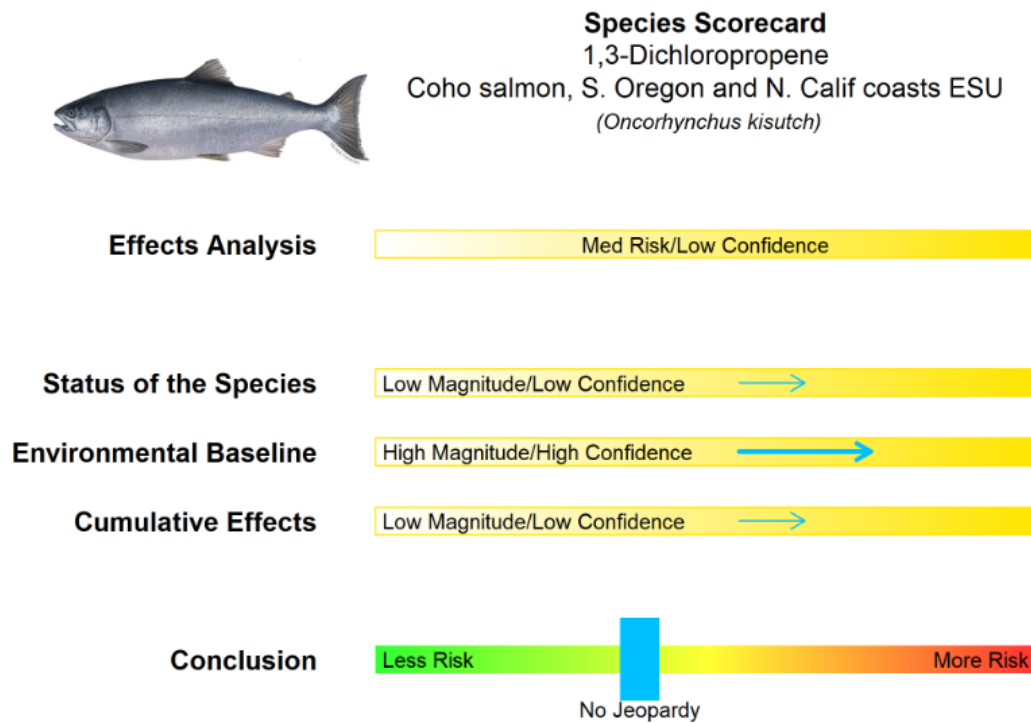 Species Scorecard
1,3-Dichloropropene
Coho salmon, S. Oregon and N. Calif coasts ESU
(Oncorhynchus kisutch)
Effects Analysis
Med Risk/Low Confidence
Status of the Species
Low Magnitude/Low Confidence
Environmental Baseline
High Magnitude/High Confidence
Cumulative Effects
Low Magnitude/Low Confidence
Conclusion
Less Risk
More Risk
No Jeopardy